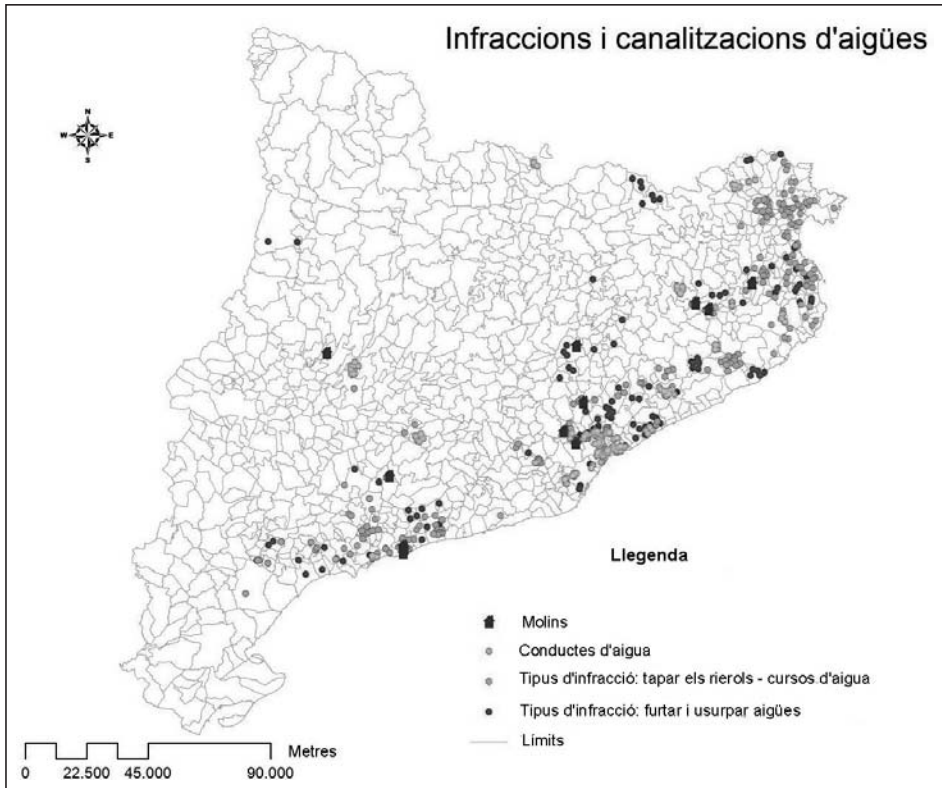 Infraccions i canalitzacions d'aigües
N
W E
S
Llegenda
Molins
Conductes d'aigua
Tipus d'infracció: tapar els rierols - cursos d'aigua
Tipus d'infracció: furtar i usurpar aigües
Límits
Metres
0 22.500 45.000 90.000